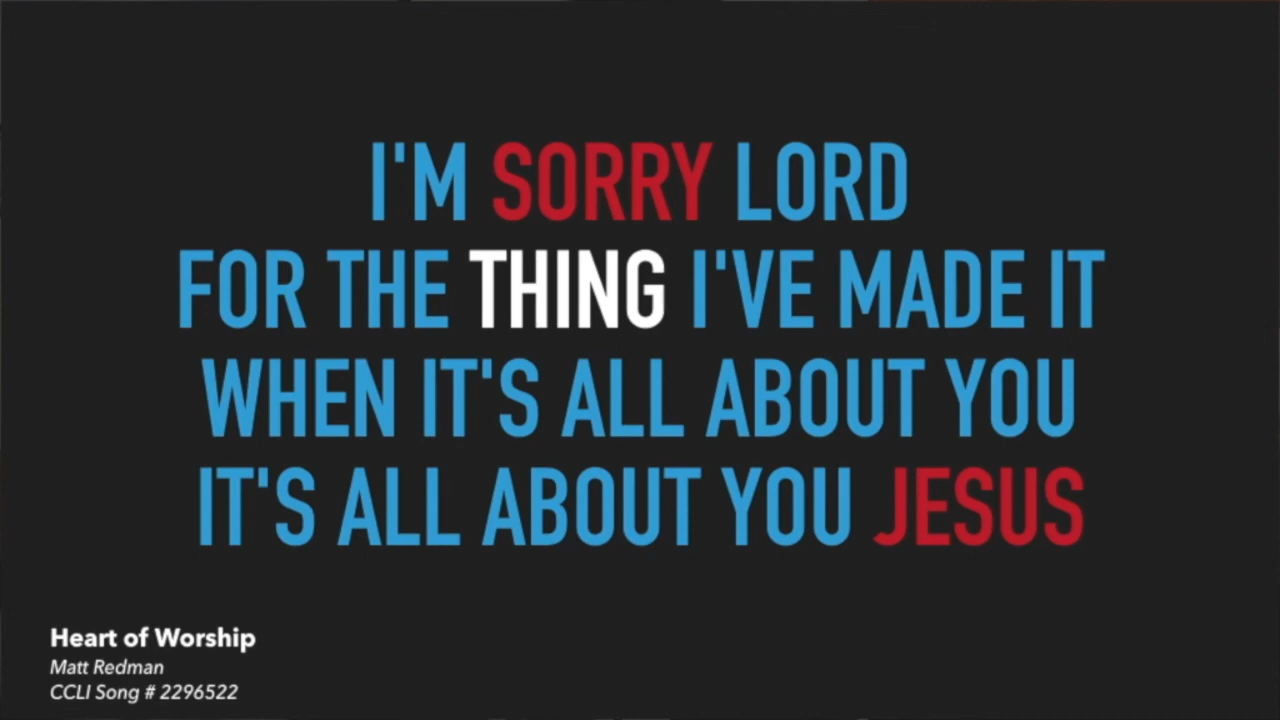 I'M SORRY LORD
FOR THE THING I'VE MADE IT
WHEN IT'S ALL ABOUT YOU
IT'S ALL ABOUT YOU JESUS
Heart of Worship
Matt Redman
CCLI Song # 2296522